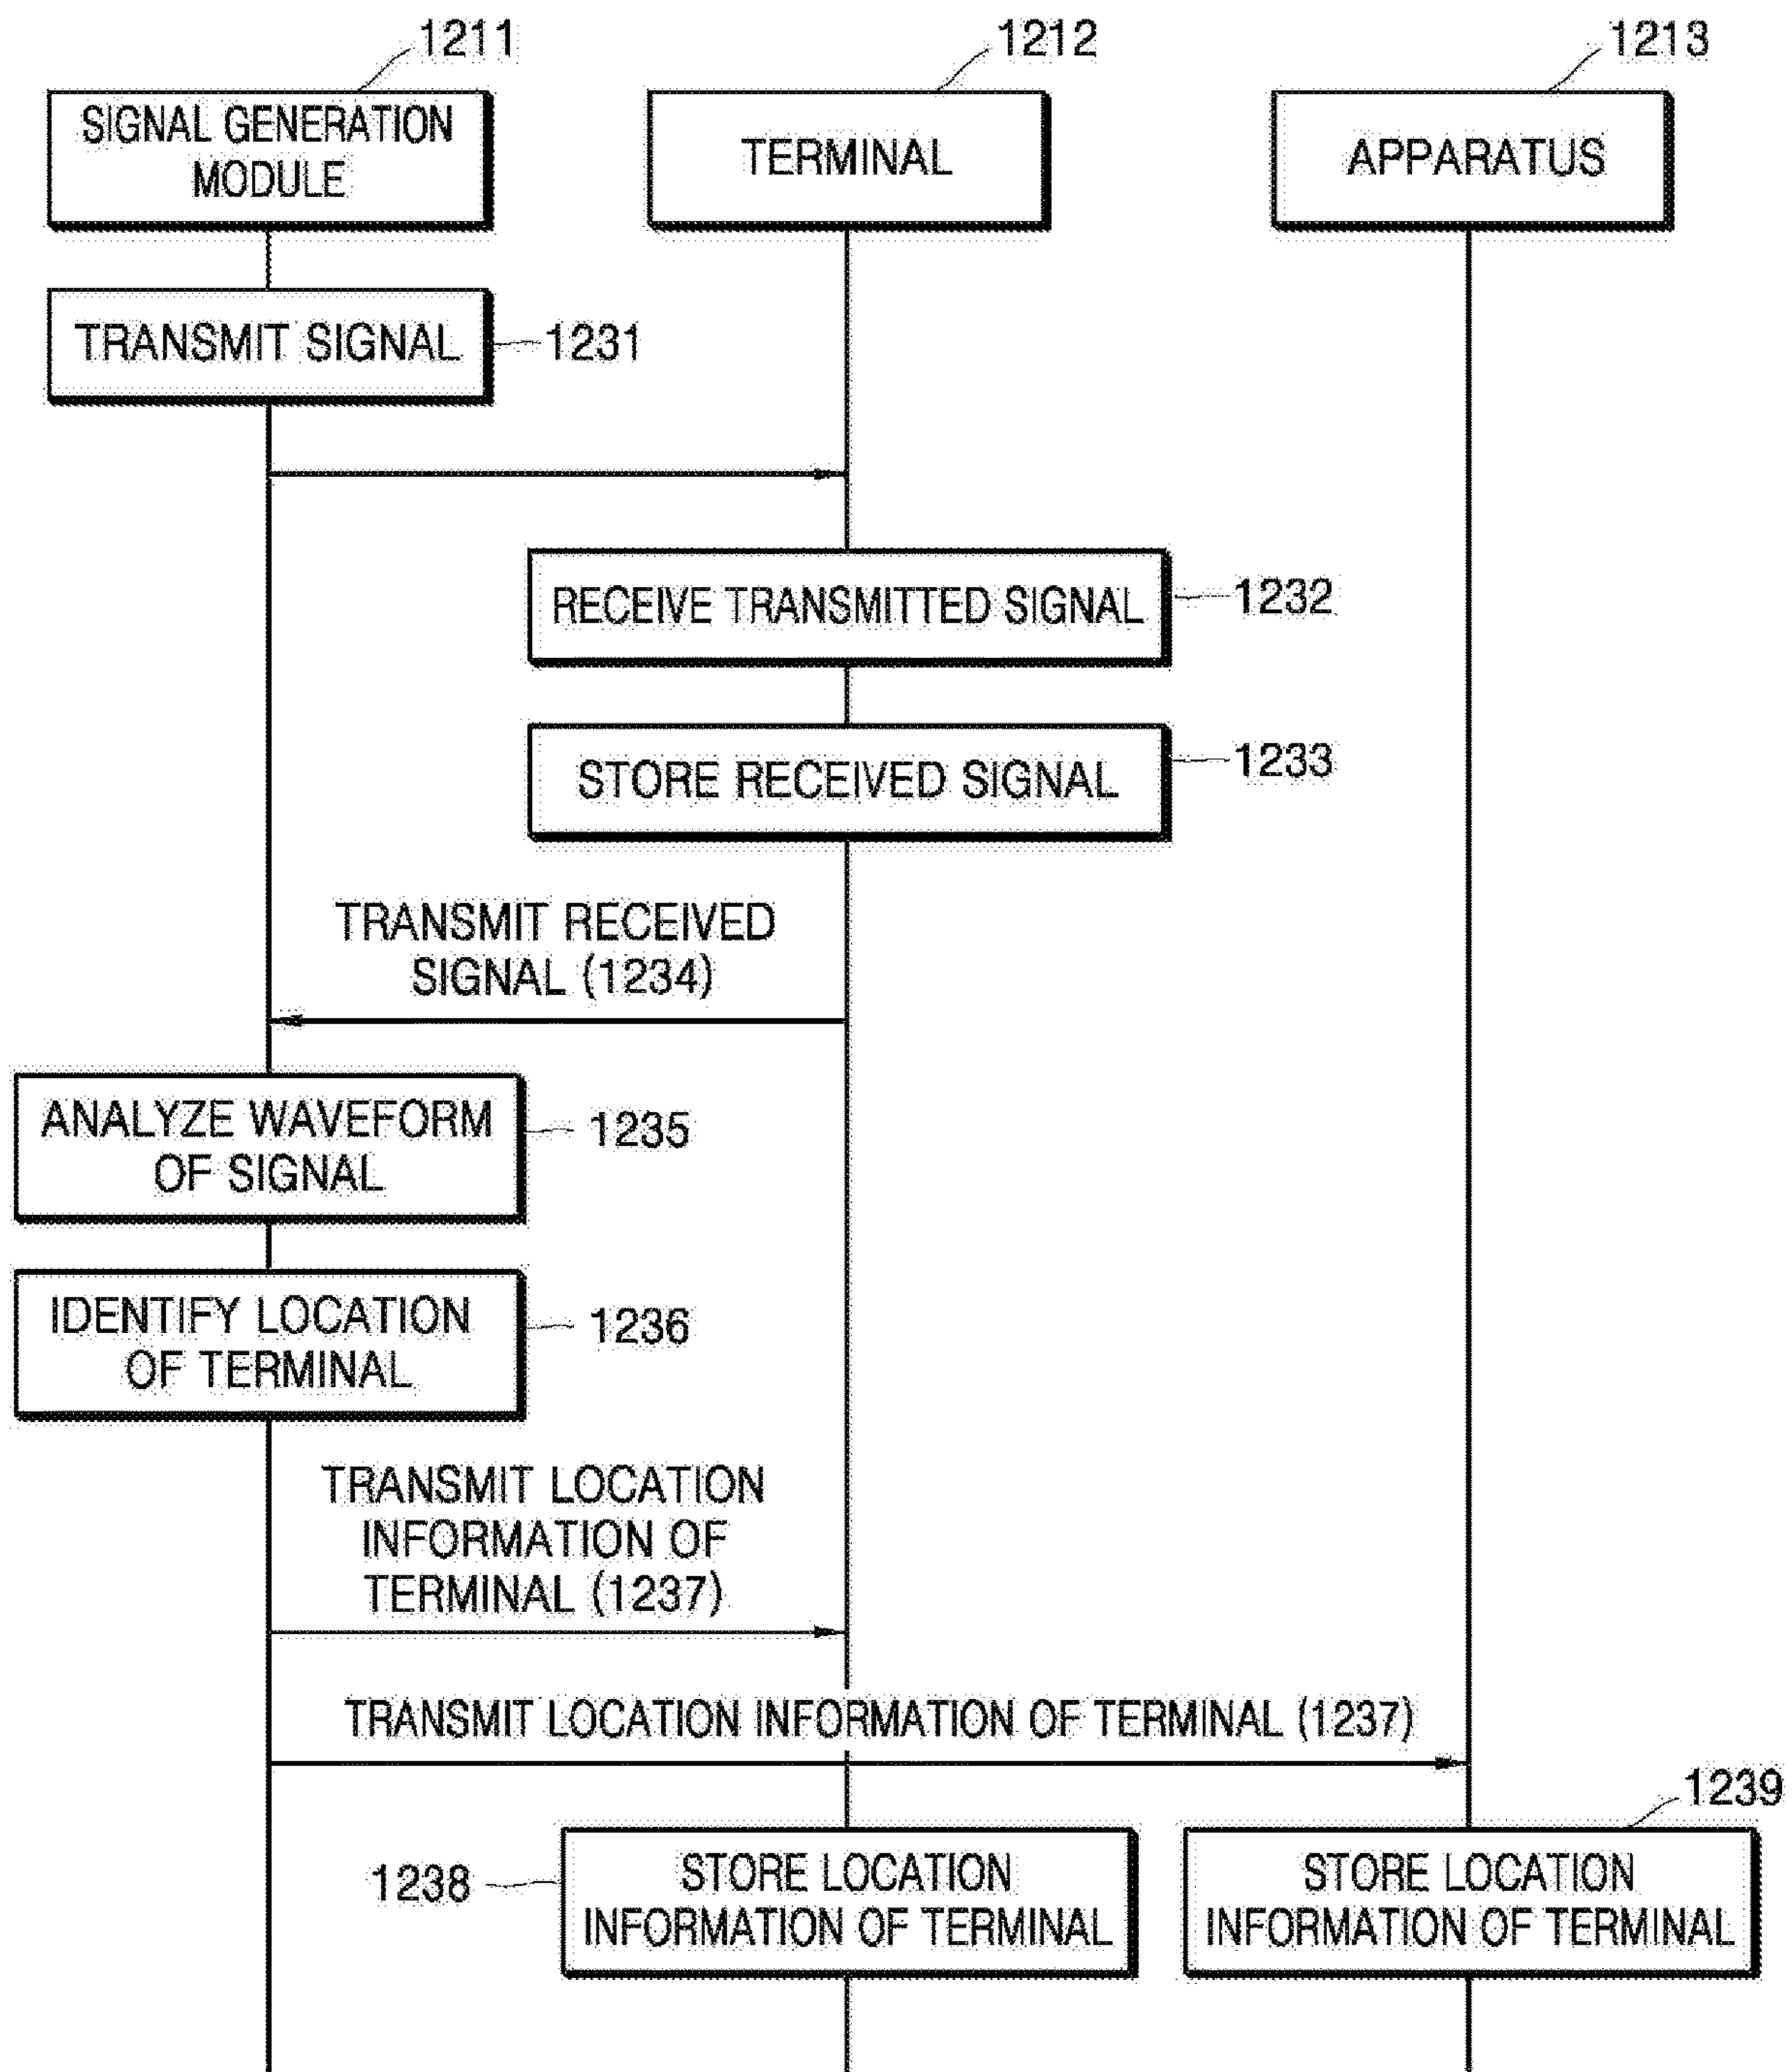 1211
1212
1213
SIGNAL GENERATION
MODULE
TERMINAL
APPARATUS
TRANSMIT SIGNAL
1231
RECEIVE TRANSMITTED SIGNAL
1232
STORE RECEIVED SIGNAL
1233
TRANSMIT RECEIVED
SIGNAL (1234)
ANALYZE WAVEFORM
OF SIGNAL
1235
IDENTIFY LOCATION
OF TERMINAL
1236
TRANSMIT LOCATION
INFORMATION OF
TERMINAL (1237)
TRANSMIT LOCATION INFORMATION OF TERMINAL (1237)
1239
1238
STORE LOCATION
INFORMATION OF TERMINAL
STORE LOCATION
INFORMATION OF TERMINAL